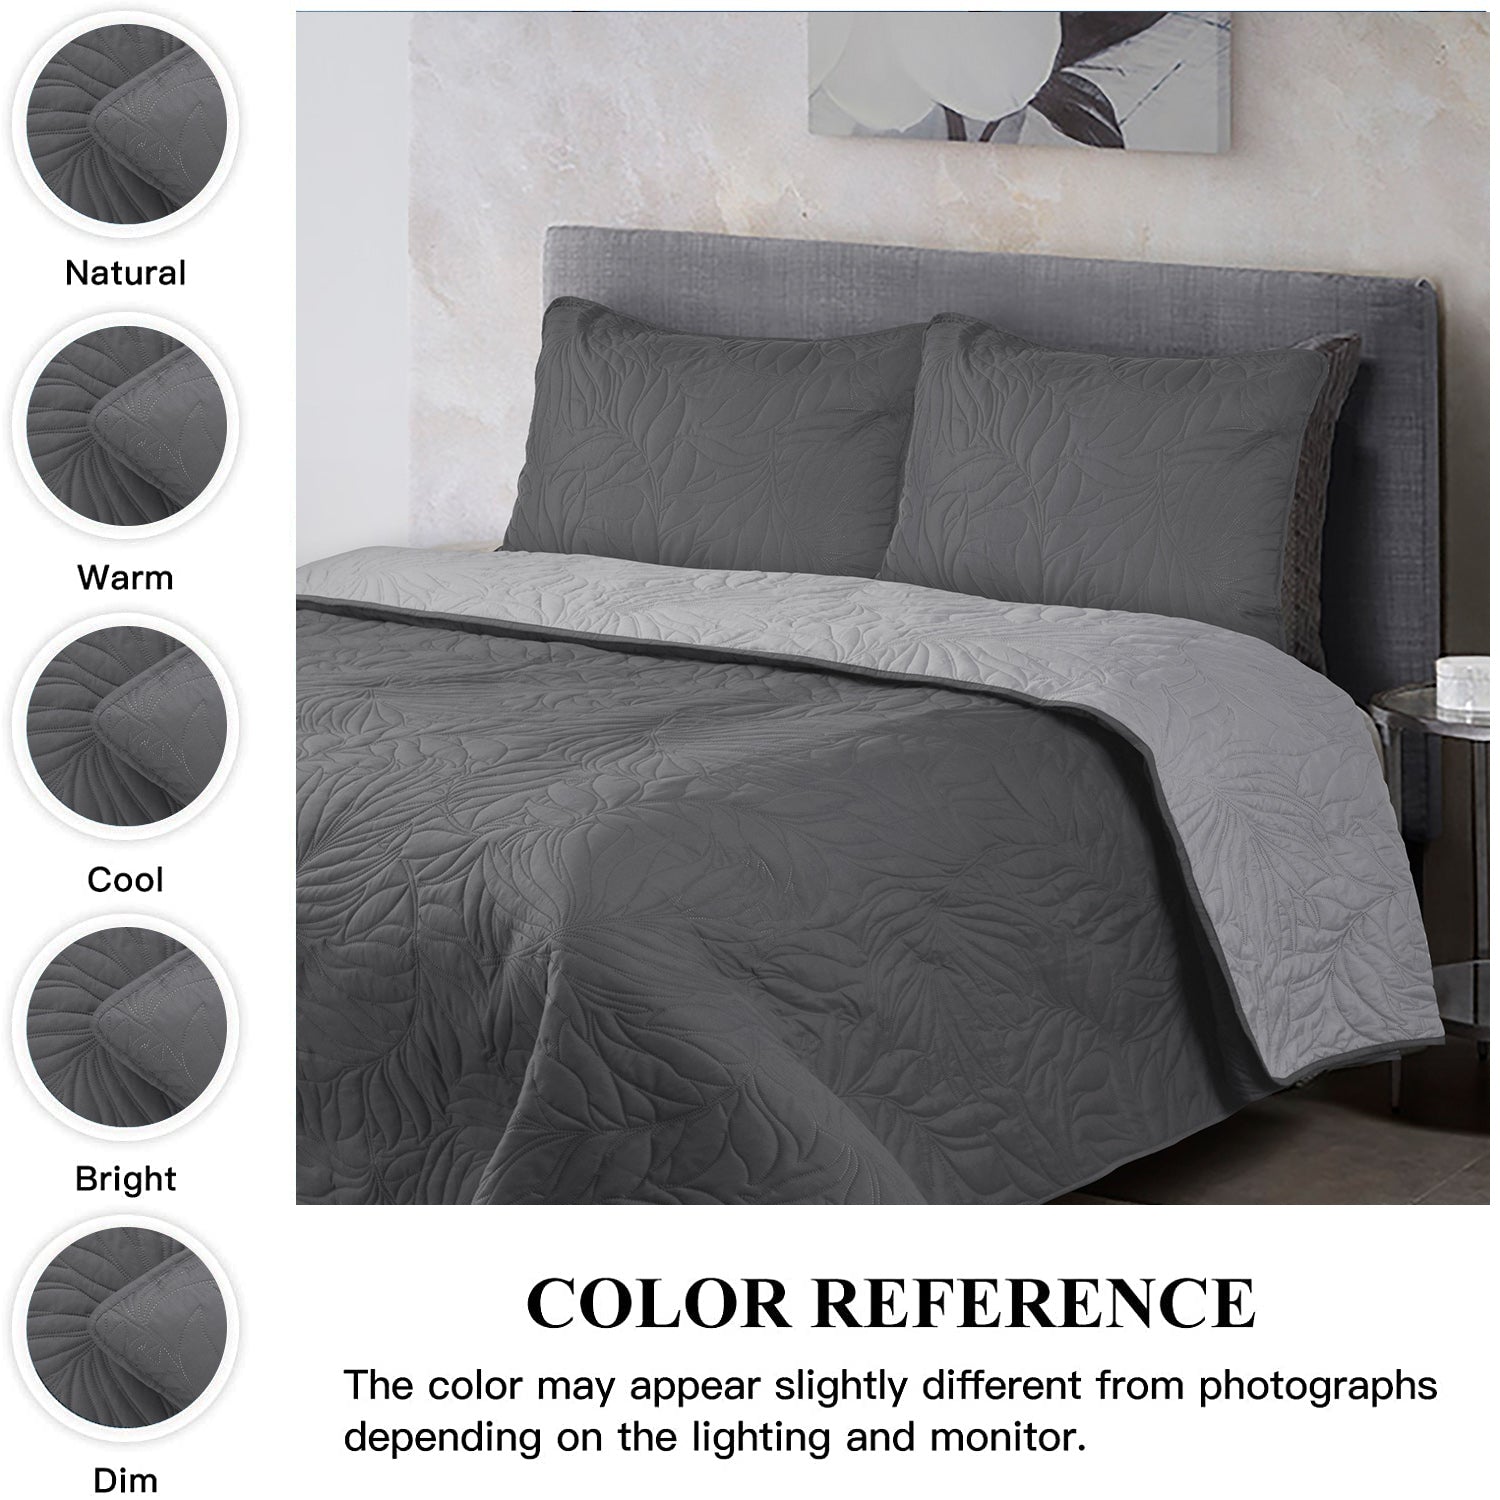 Natural
Warm
Cool
Bright
Dim
COLOR REFERENCE
The color may appear slightly different from photographs
depending on the lighting and monitor.